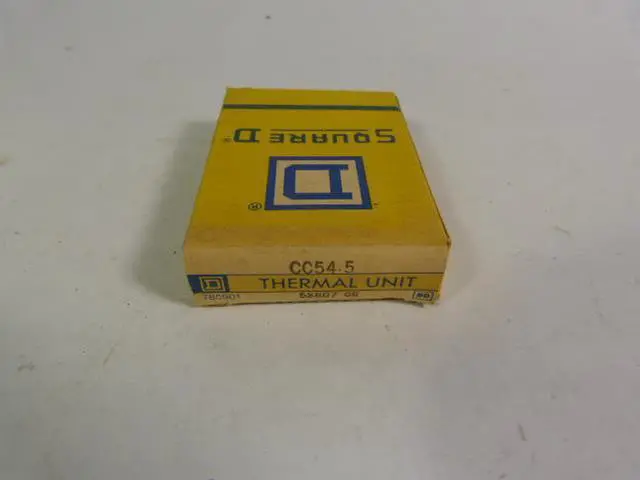 SQUARE D
D
®
CC54.5
D THERMAL UNIT